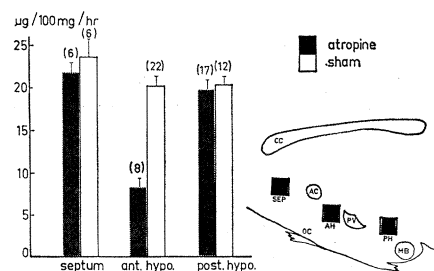 µg /100mg / hr
25
20
15
10
5
0
(6)
(6)
(8)
(22)
(17)
(12)
septum
ant. hypo.
post. hypo.
atropine
sham
CC
SEP
AC
AH
PV
PH
OC
MB